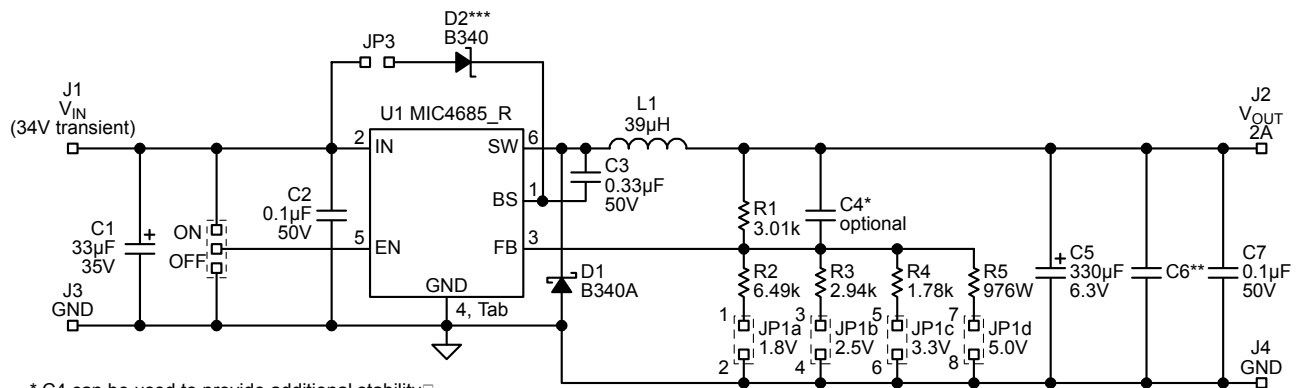 D2***
B340
JP3
J1
VIN
(34V transient)
U1 MIC4685_R
L1
39µH
J2
VOUT
2A
2
IN
SW
6
C3
0.33µF
50V
BS
1
C2
0.1µF
50V
R1
3.01k
C4*
optional
C1
33µF
35V
+
ON
OFF
5
EN
FB
3
J3
GND
GND
4, Tab
D1
B340A
R2
6.49k
R3
2.94k
R4
1.78k
R5
976W
+
C5
330µF
6.3V
C6**
C7
0.1µF
50V
1
JP1a
1.8V
2
3
JP1b
2.5V
4
5
JP1c
3.3V
6
7
JP1d
5.0V
8
J4
GND
* C4 can be used to provide additional stability